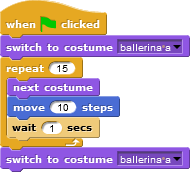 when clicked
switch to costume ballerina's
repeat 15
next costume
move 10 steps
wait 1 secs
switch to costume ballerina's